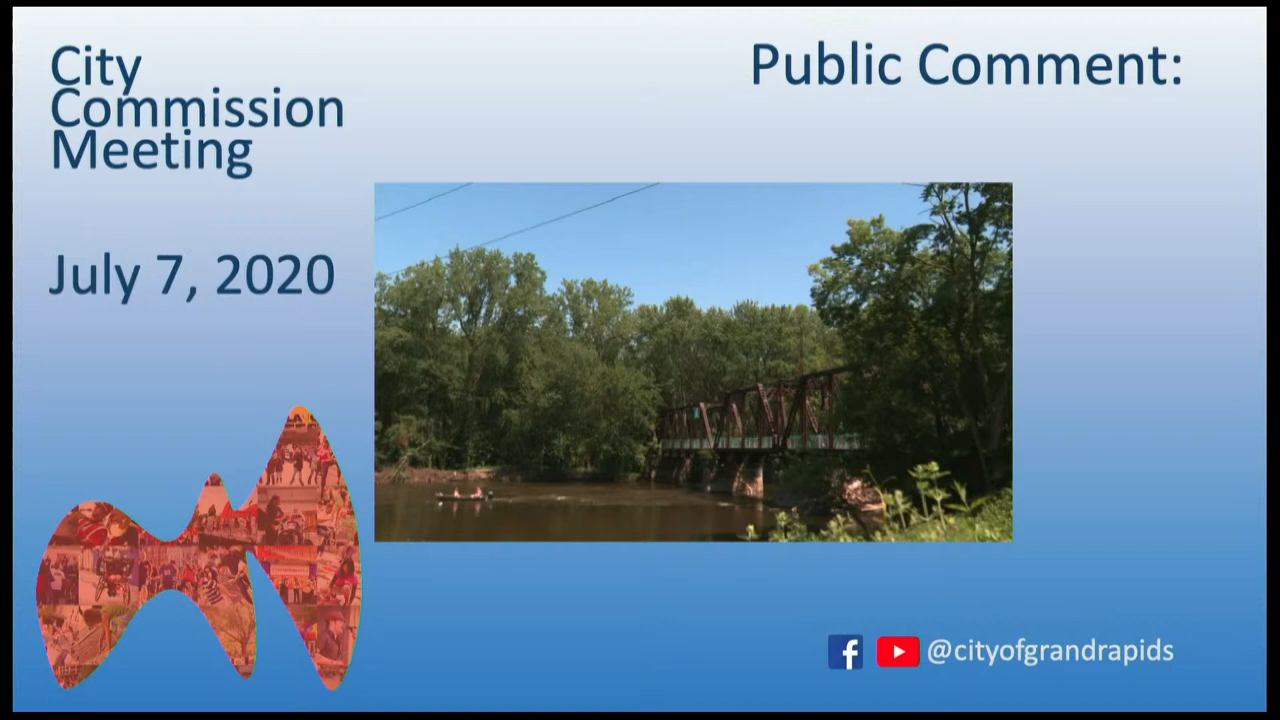 City
Commission
Meeting
July 7, 2020
Public Comment:
@cityofgrandrapids